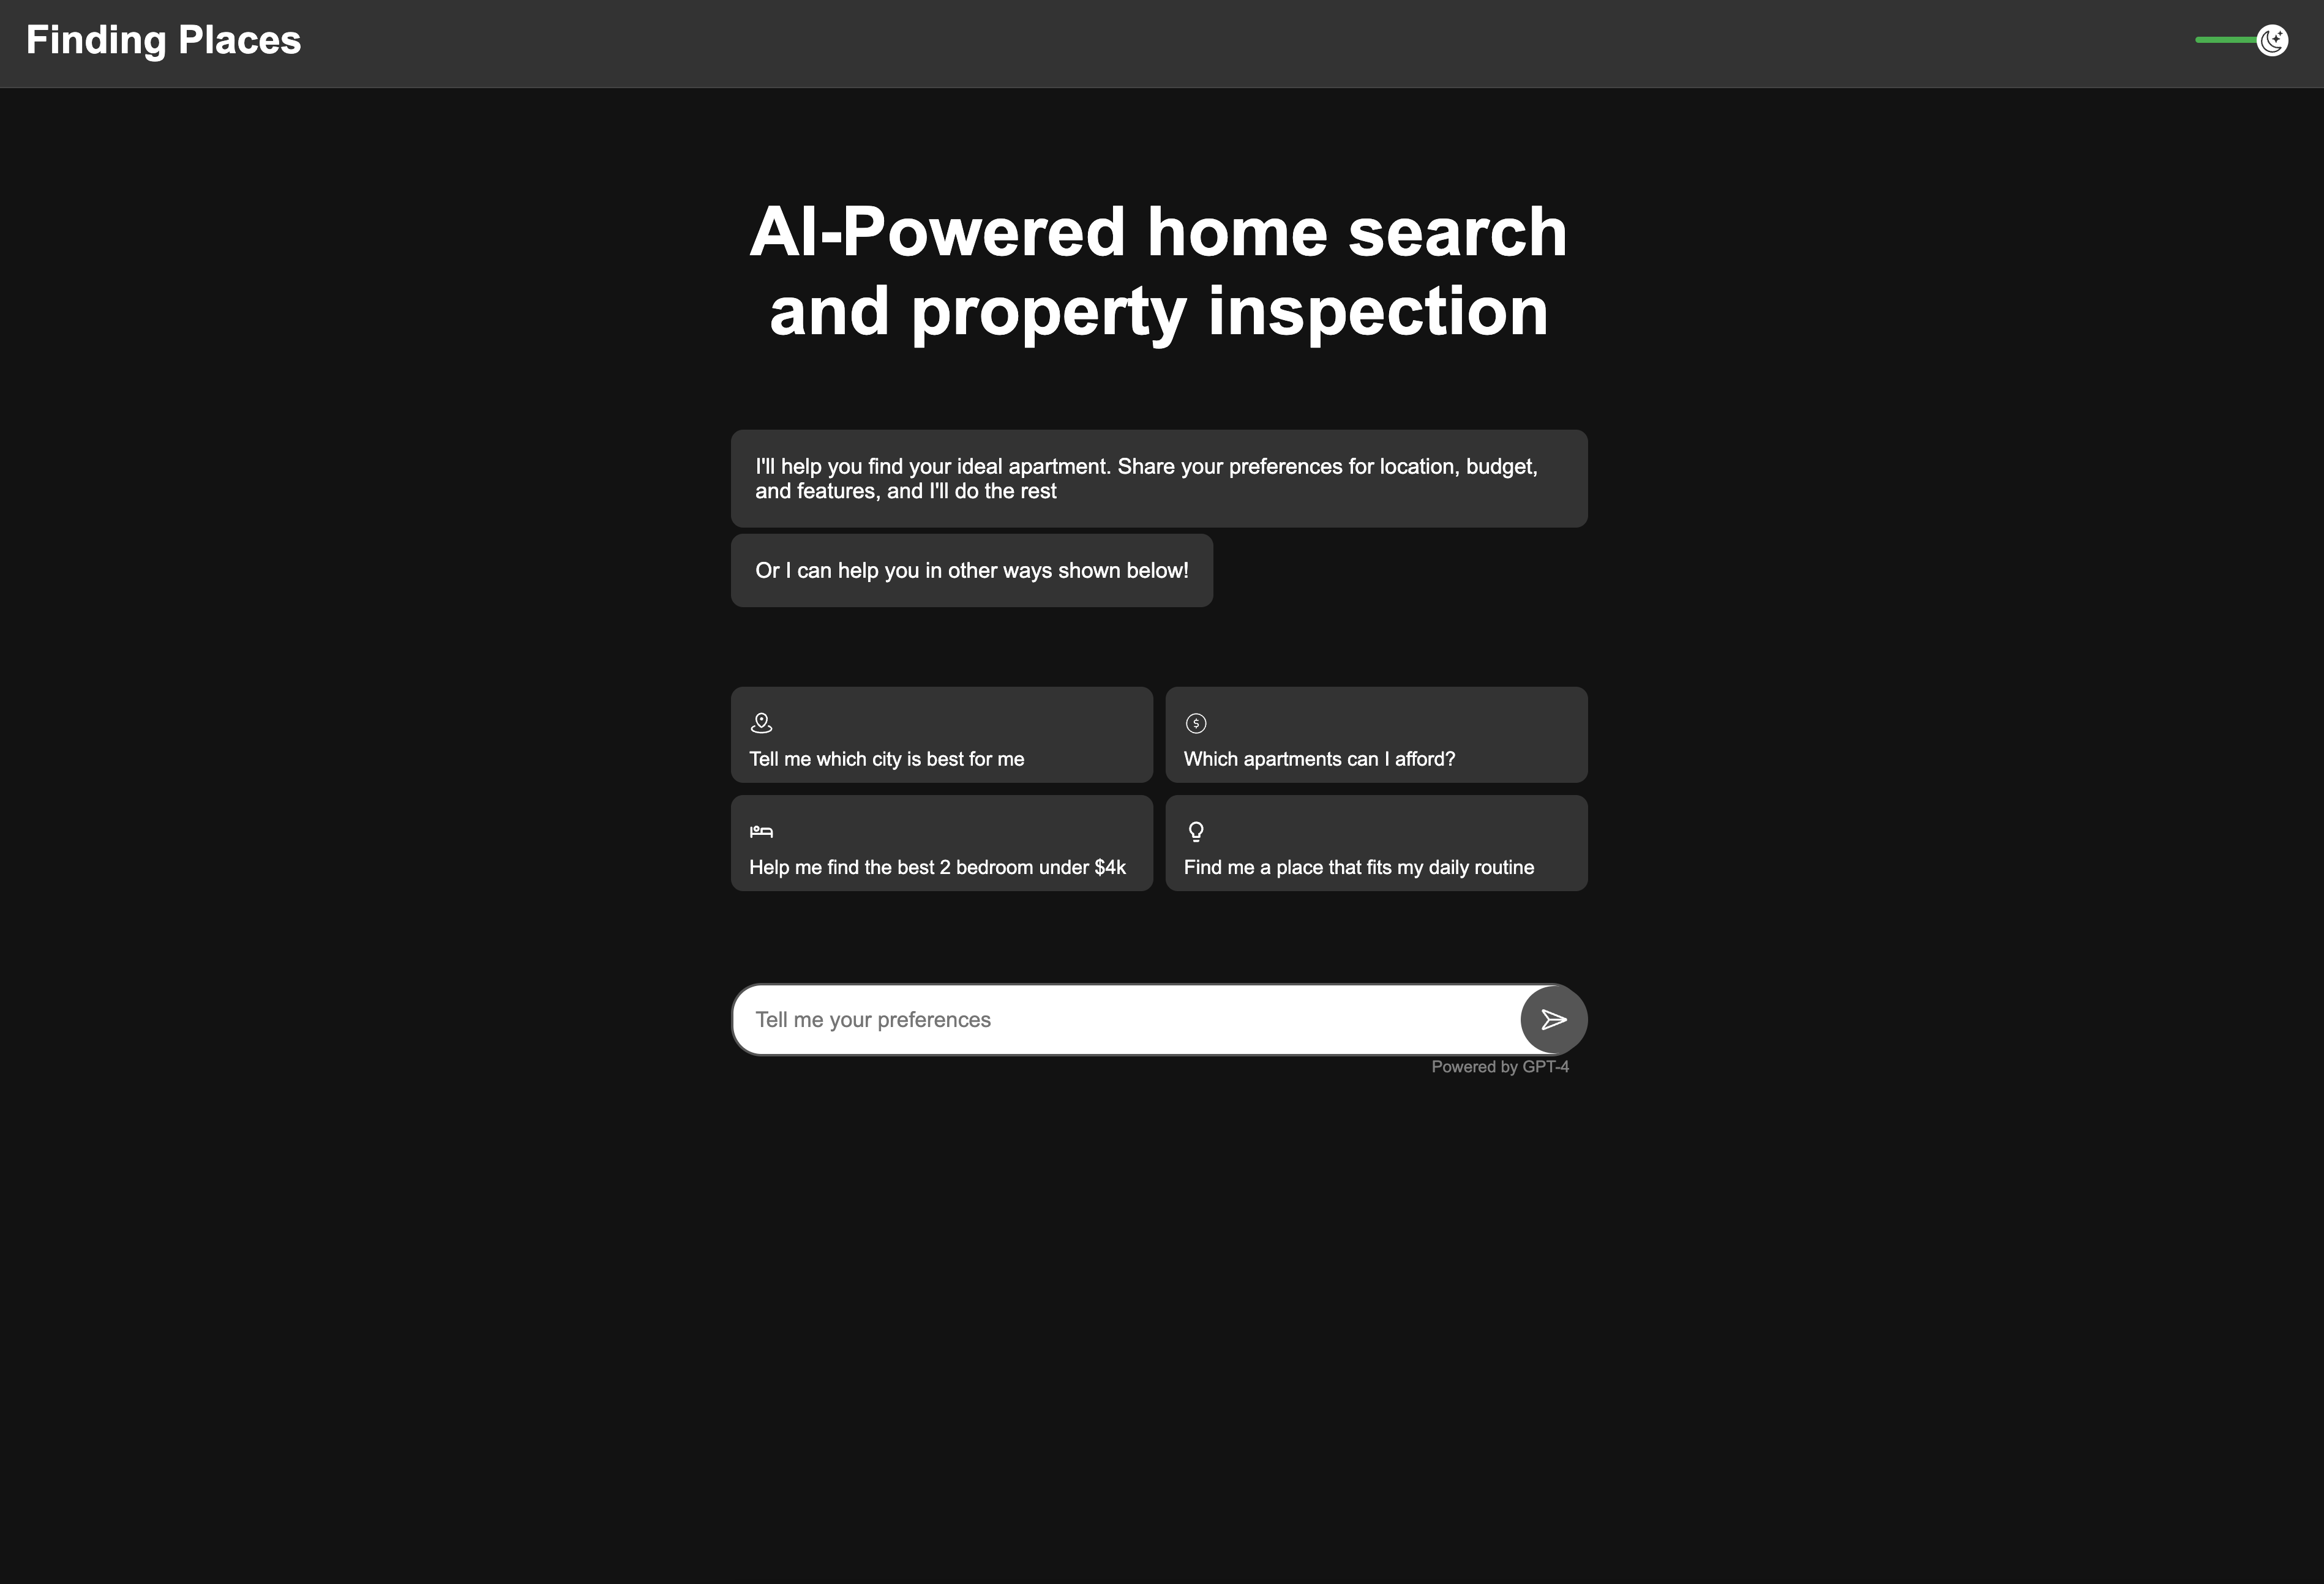 Finding Places
AI-Powered home search
and property inspection
I'll help you find your ideal apartment. Share your preferences for location, budget,
and features, and I'll do the rest
Or I can help you in other ways shown below!
Tell me which city is best for me
Which apartments can I afford?
Help me find the best 2 bedroom under $4k
Find me a place that fits my daily routine
Tell me your preferences
Powered by GPT-4